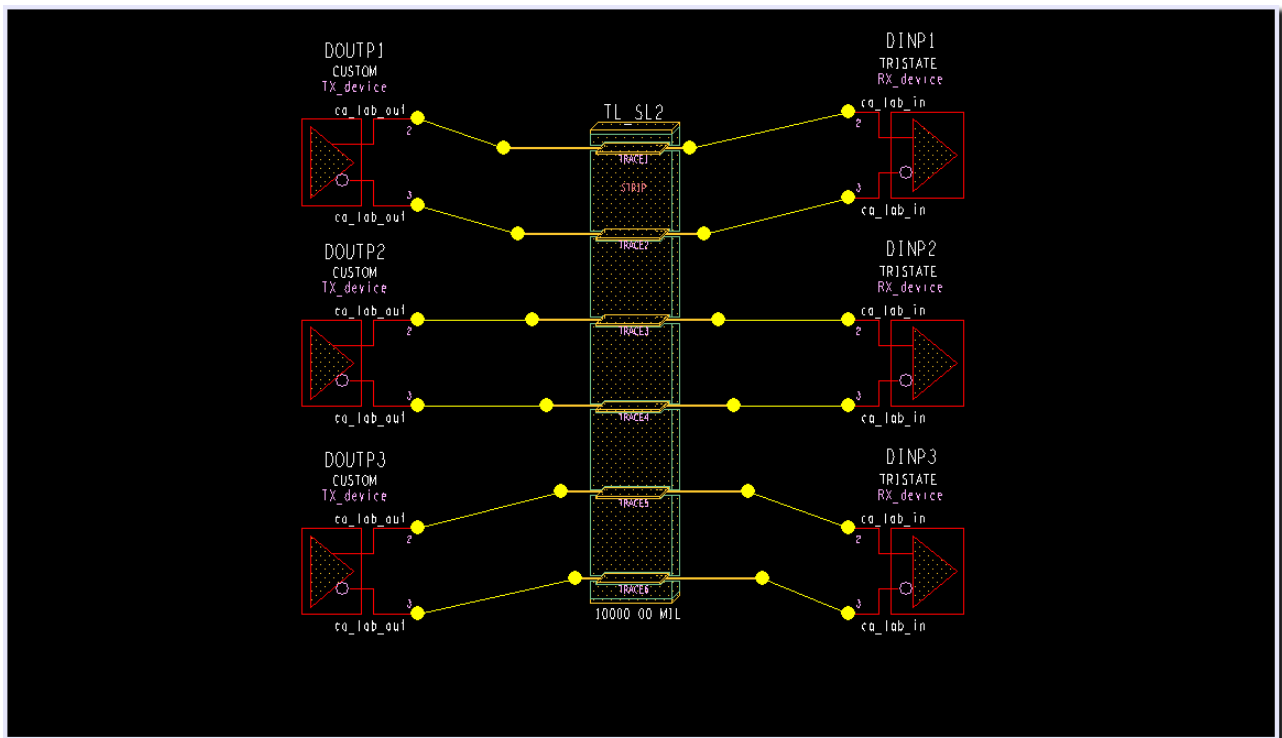 DOUTP1
CUSTOM
TX_device
ca_lab_out
2
3
ca_lab_out
DOUTP2
CUSTOM
TX_device
ca_lab_out
2
3
ca_lab_out
DOUTP3
CUSTOM
TX_device
ca_lab_out
2
3
ca_lab_out
TL_SL2
TRACE1
STRIP
TRACE2
TRACE3
TRACE4
TRACE5
TRACE6
10000 00 MIL
DINP1
TRISTATE
RX_device
ca_lab_in
2
3
ca_lab_in
DINP2
TRISTATE
RX_device
ca_lab_in
2
3
ca_lab_in
DINP3
TRISTATE
RX_device
ca_lab_in
2
3
ca_lab_in